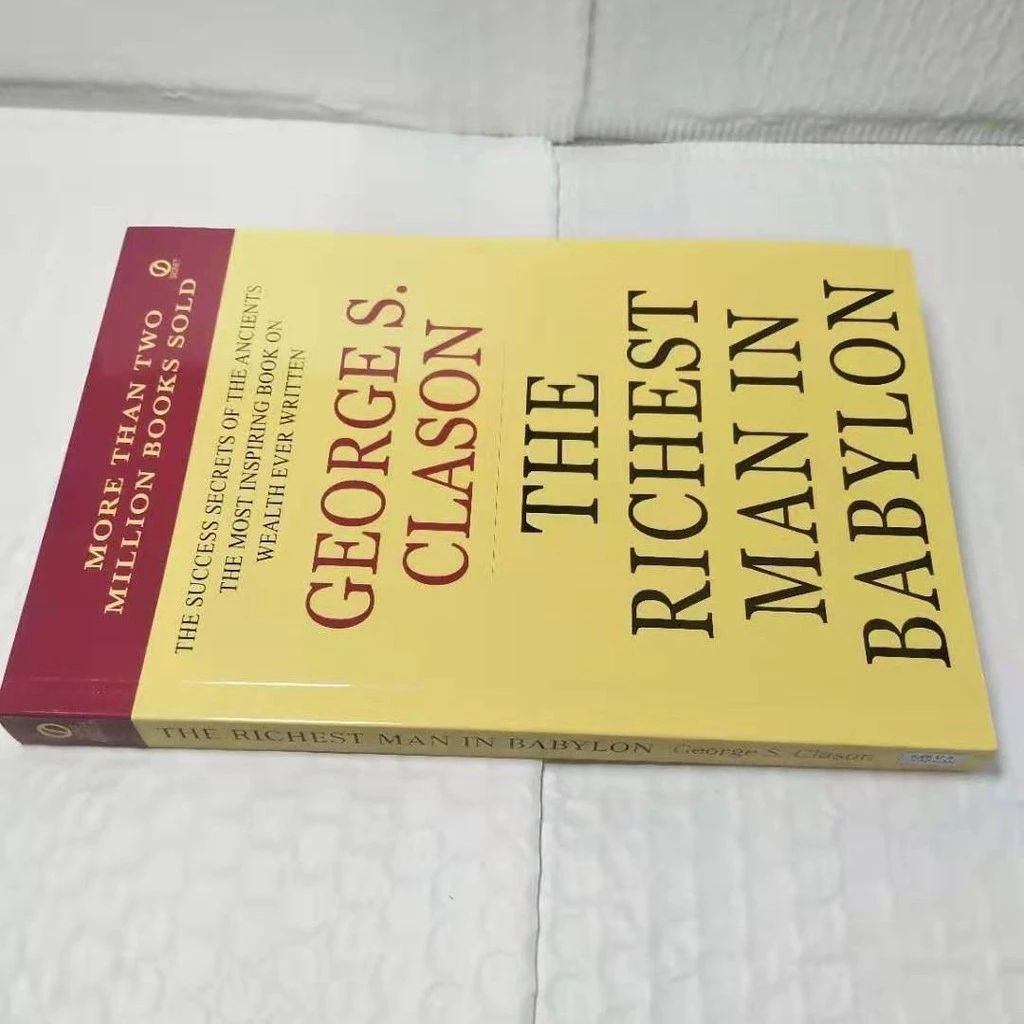 MORE THAN TWO
MILLION BOOKS SOLD
SIGNET
THE SUCCESS SECRETS OF THE ANCIENTS
THE MOST INSPIRING BOOK ON
WEALTH EVER WRITTEN
GEORGE S.
CLASON
THE
RICHEST
MAN IN
BABYLON
THE RICHEST MAN IN BABYLON George S. Clason